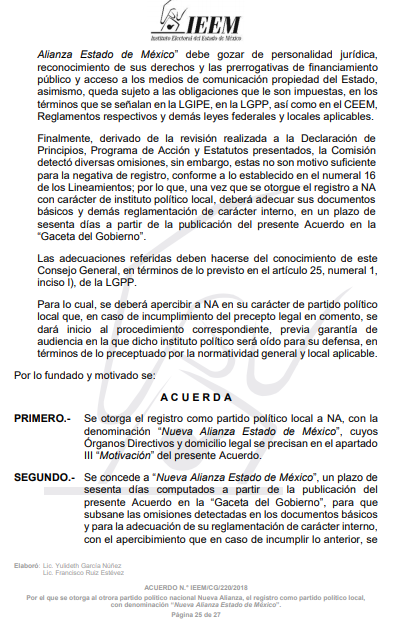 IEEM
Instituto Electoral del Estado de México
Alianza Estado de México" debe gozar de personalidad jurídica,
reconocimiento de sus derechos y las prerrogativas de financiamiento
público y acceso a los medios de comunicación propiedad del Estado,
asimismo, queda sujeto a las obligaciones que le son impuestas, en los
términos que se señalan en la LGIPE, en la LGPP, así como en el CEEM,
Reglamentos respectivos y demás leyes federales y locales aplicables.
Finalmente, derivado de la revisión realizada a la Declaración de
Principios, Programa de Acción y Estatutos presentados, la Comisión
detectó diversas omisiones, sin embargo, estas no son motivo suficiente
para la negativa de registro, conforme a lo establecido en el numeral 16
de los Lineamientos; por lo que, una vez que se otorgue el registro a NA
con carácter de instituto político local, deberá adecuar sus documentos
básicos y demás reglamentación de carácter interno, en un plazo de
sesenta días a partir de la publicación del presente Acuerdo en la
"Gaceta del Gobierno".
Las adecuaciones referidas deben hacerse del conocimiento de este
Consejo General, en términos de lo previsto en el artículo 25, numeral 1,
inciso l), de la LGPP.
Para lo cual, se deberá apercibir a NA en su carácter de partido político
local que, en caso de incumplimiento del precepto legal en comento, se
dará inicio al procedimiento correspondiente, previa garantía de
audiencia en la que dicho instituto político será oído para su defensa, en
términos de lo preceptuado por la normatividad general y local aplicable.
Por lo fundado y motivado se:
A C U E R D A
PRIMERO.- Se otorga el registro como partido político local a NA, con la
denominación "Nueva Alianza Estado de México", cuyos
Órganos Directivos y domicilio legal se precisan en el apartado
III "Motivación" del presente Acuerdo.
SEGUNDO.- Se concede a "Nueva Alianza Estado de México", un plazo de
sesenta días computados a partir de la publicación del
presente Acuerdo en la "Gaceta del Gobierno", para que
subsane las omisiones detectadas en los documentos básicos
y para la adecuación de su reglamentación de carácter interno,
con el apercibimiento que en caso de incumplir lo anterior, se
Elaboró: Lic. Yulideth García Núñez
Lic. Francisco Ruiz Estévez
ACUERDO N.° IEEM/CG/220/2018
Por el que se otorga al otrora partido político nacional Nueva Alianza, el registro como partido político local,
con denominación "Nueva Alianza Estado de México".
Página 25 de 27